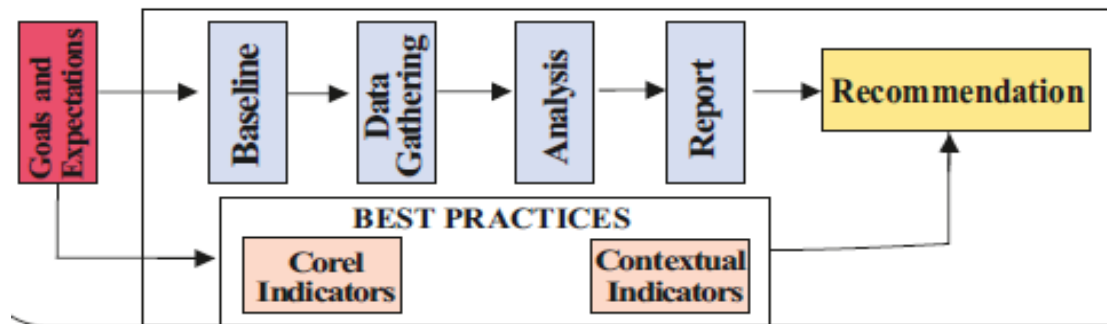 Goals and
Expectations
Baseline
Data
Gathering
Analysis
Report
Recommendation
BEST PRACTICES
Corel
Indicators
Contextual
Indicators